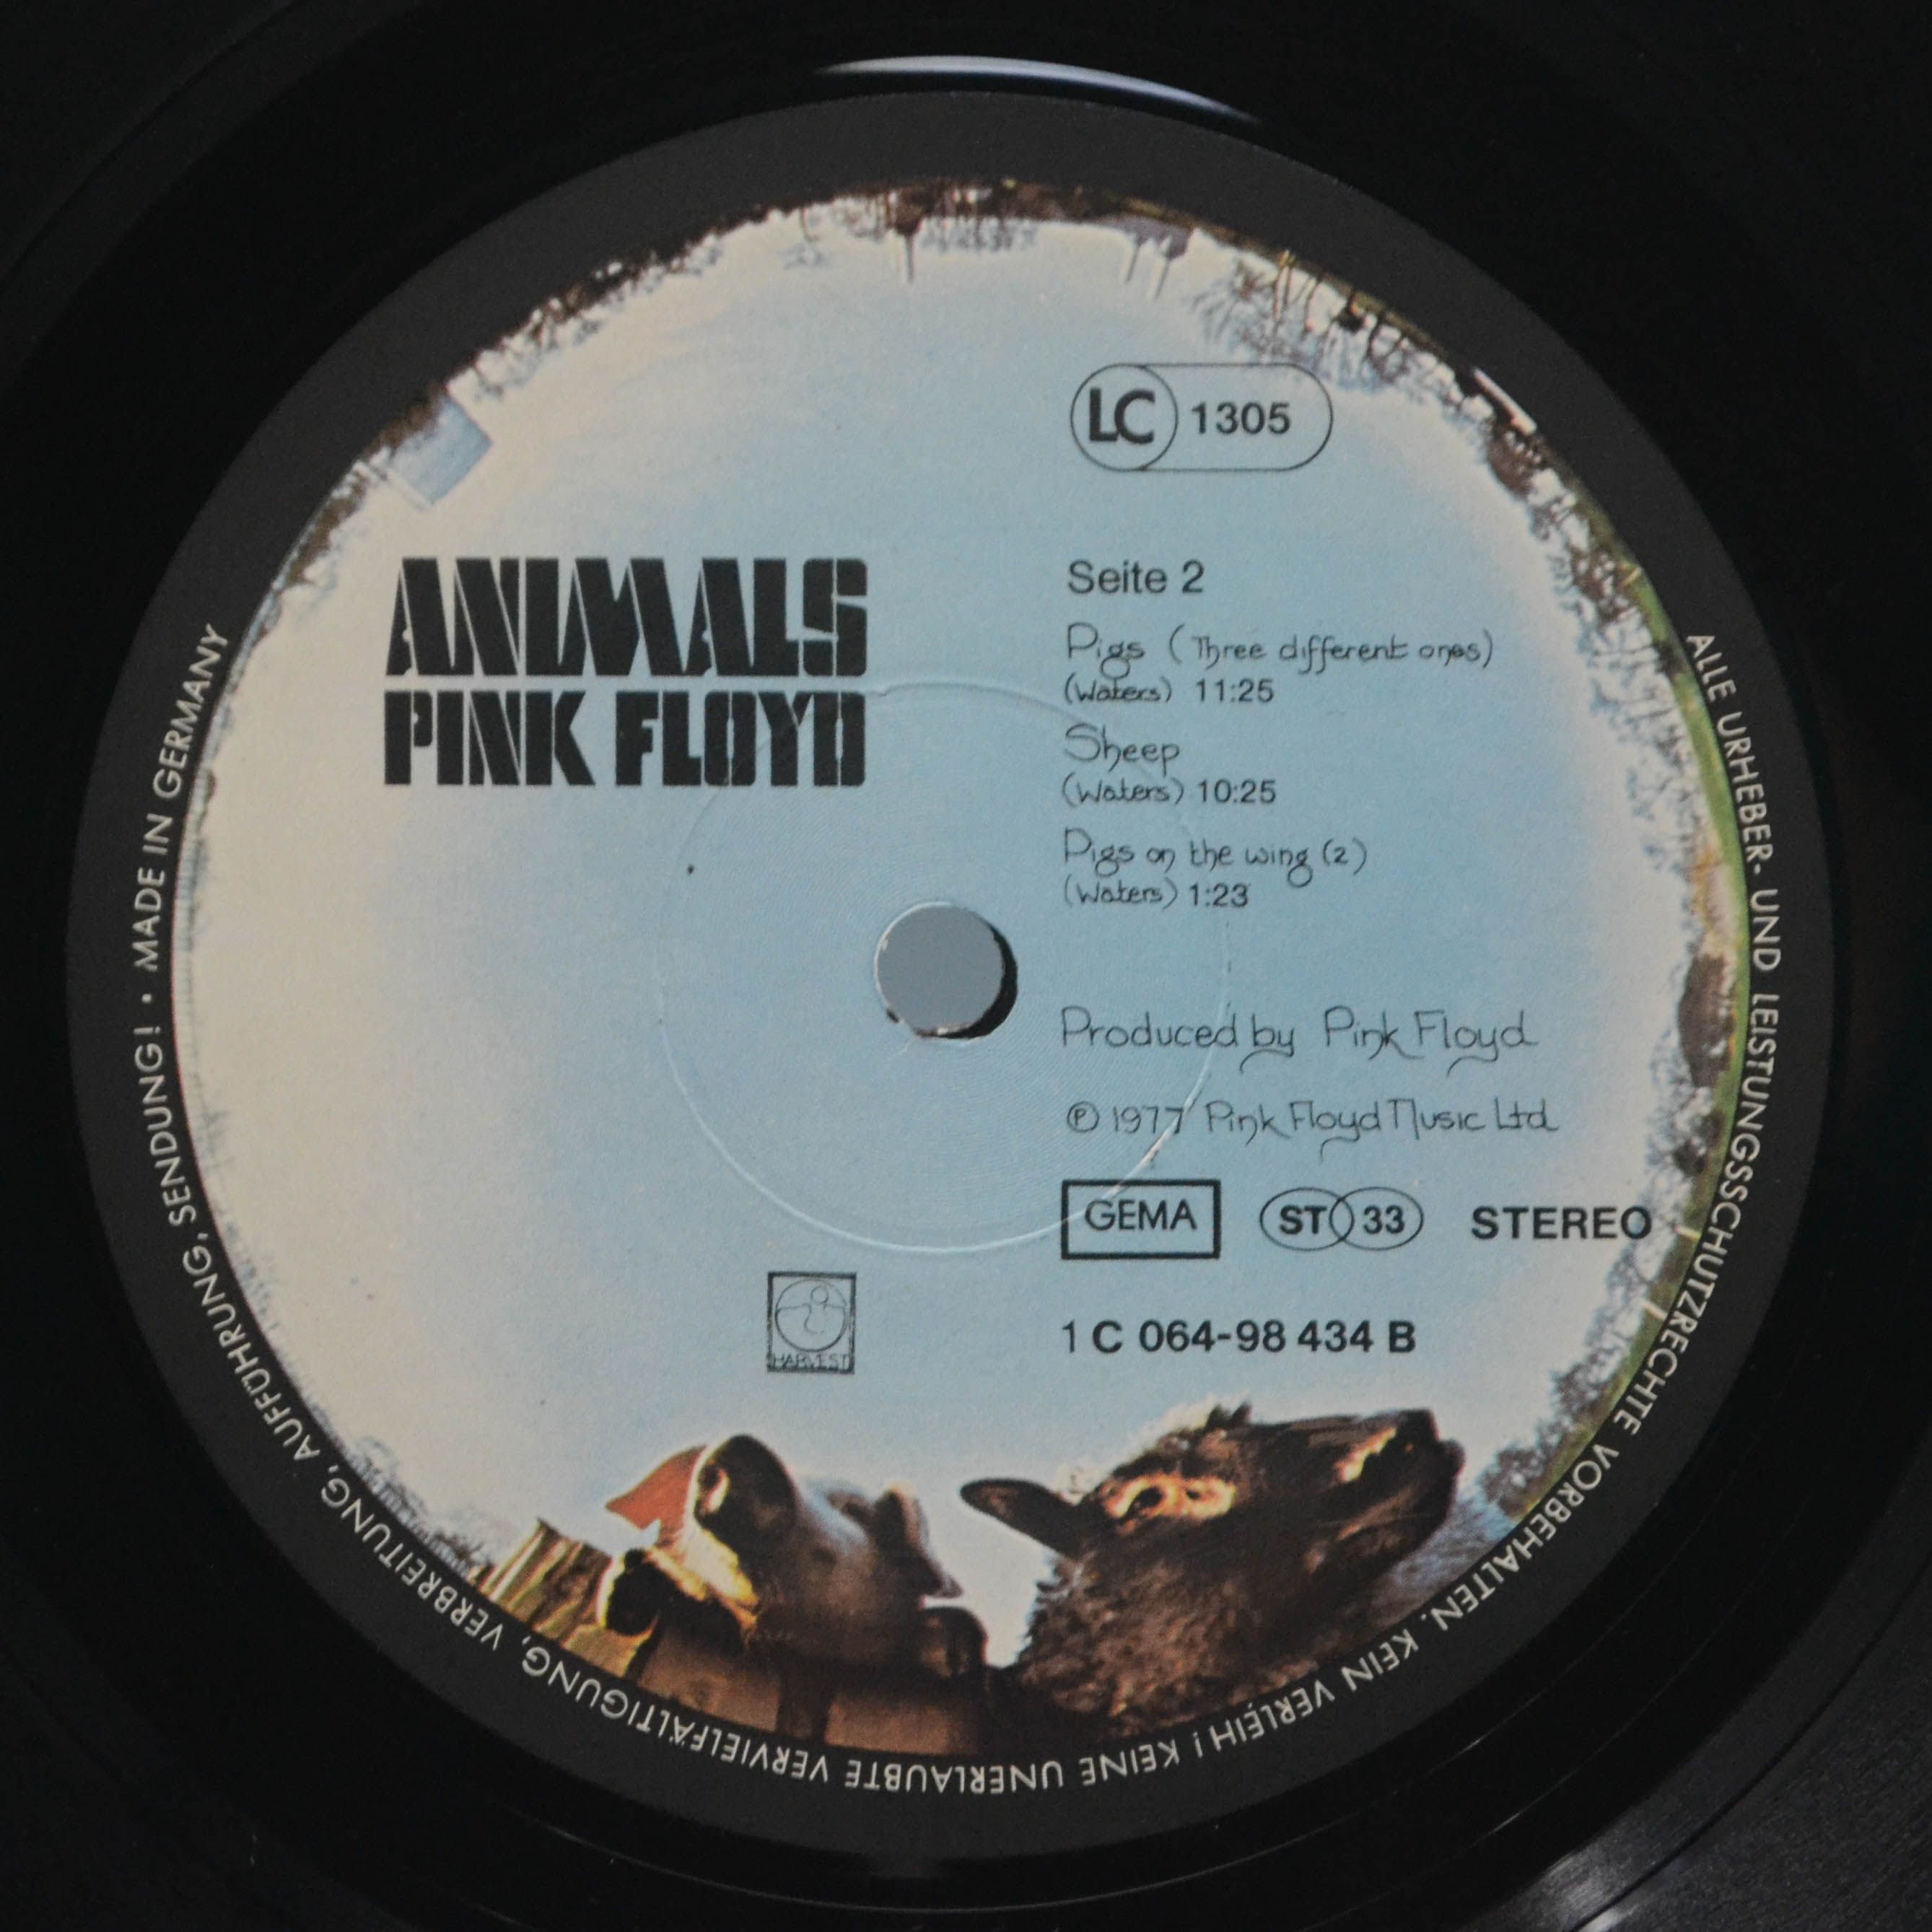 LC 1305
ANIMALS
PINK FLOYD
Seite 2
Pigs (Three different ones)
(Waters) 11:25
Sheep
(Waters) 10:25
Pigs on the wing (2)
(Waters) 1:23
Produced by Pink Floyd
℗ 1977 Pink Floyd Music Ltd
GEMA ST 33 STEREO
HARVEST
1 C 064-98 434 B
ALLE URHEBER- UND LEISTUNGSSCHUTZRECHTE VORBEHALTEN. KEIN VERLEIH! KEINE UNERLAUBTE VERVIELFÄLTIGUNG, VERBREITUNG, AUFFÜHRUNG, SENDUNG! · MADE IN GERMANY